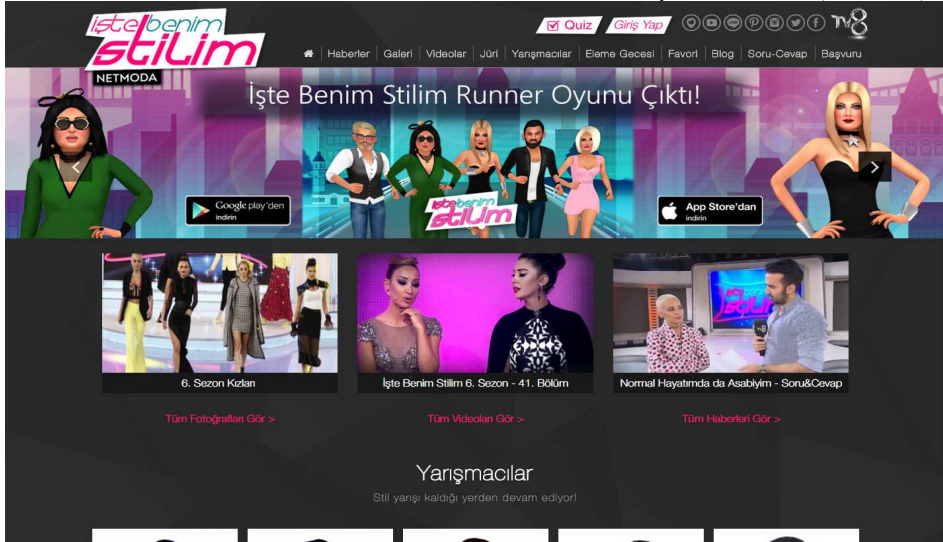 işte benim
stilim
NETMODA
Quiz
Giriş Yap
TV8
Haberler
Galeri
Videolar
Jüri
Yarışmacılar
Eleme Gecesi
Favori
Blog
Soru-Cevap
Başvuru
İşte Benim Stilim Runner Oyunu Çıktı!
Google play'den
indirin
işte benim
stilim
App Store'dan
indirin
6. Sezon Kızları
İşte Benim Stilim 6. Sezon - 41. Bölüm
Normal Hayatımda da Asabiyim - Soru&Cevap
Tüm Fotoğrafları Gör >
Tüm Videoları Gör >
Tüm Haberleri Gör >
Yarışmacılar
Stil yarışı kaldığı yerden devam ediyor!